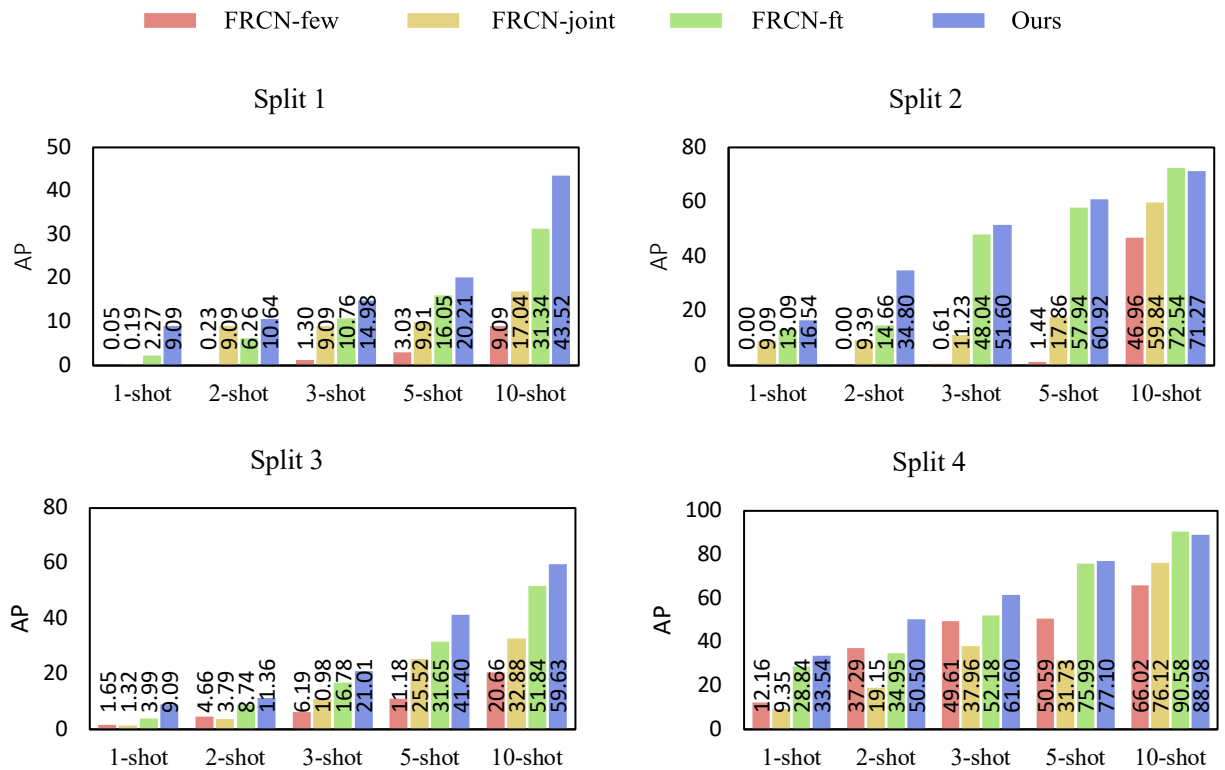 FRCN-few FRCN-joint FRCN-ft Ours
Split 1
AP
50
40
30
20
10
0
0.05 0.19 2.27 9.09
0.23 9.09 6.26 10.64
1.30 9.09 10.76 14.98
3.03 9.91 16.05 20.21
9.09 17.04 31.34 43.52
1-shot 2-shot 3-shot 5-shot 10-shot
Split 2
AP
80
60
40
20
0
0.00 9.09 13.09 16.54
0.00 9.39 14.66 34.80
0.61 11.23 48.04 51.60
1.44 17.86 57.94 60.92
46.96 59.84 72.54 71.27
1-shot 2-shot 3-shot 5-shot 10-shot
Split 3
AP
80
60
40
20
0
1.65 1.32 3.99 9.09
4.66 3.79 8.74 11.36
6.19 10.98 16.78 21.01
11.18 25.52 31.65 41.40
20.66 32.88 51.84 59.63
1-shot 2-shot 3-shot 5-shot 10-shot
Split 4
AP
100
80
60
40
20
0
12.16 9.35 28.84 33.54
37.29 19.15 34.95 50.50
49.61 37.96 52.18 61.60
50.59 31.73 75.99 77.10
66.02 76.12 90.58 88.98
1-shot 2-shot 3-shot 5-shot 10-shot